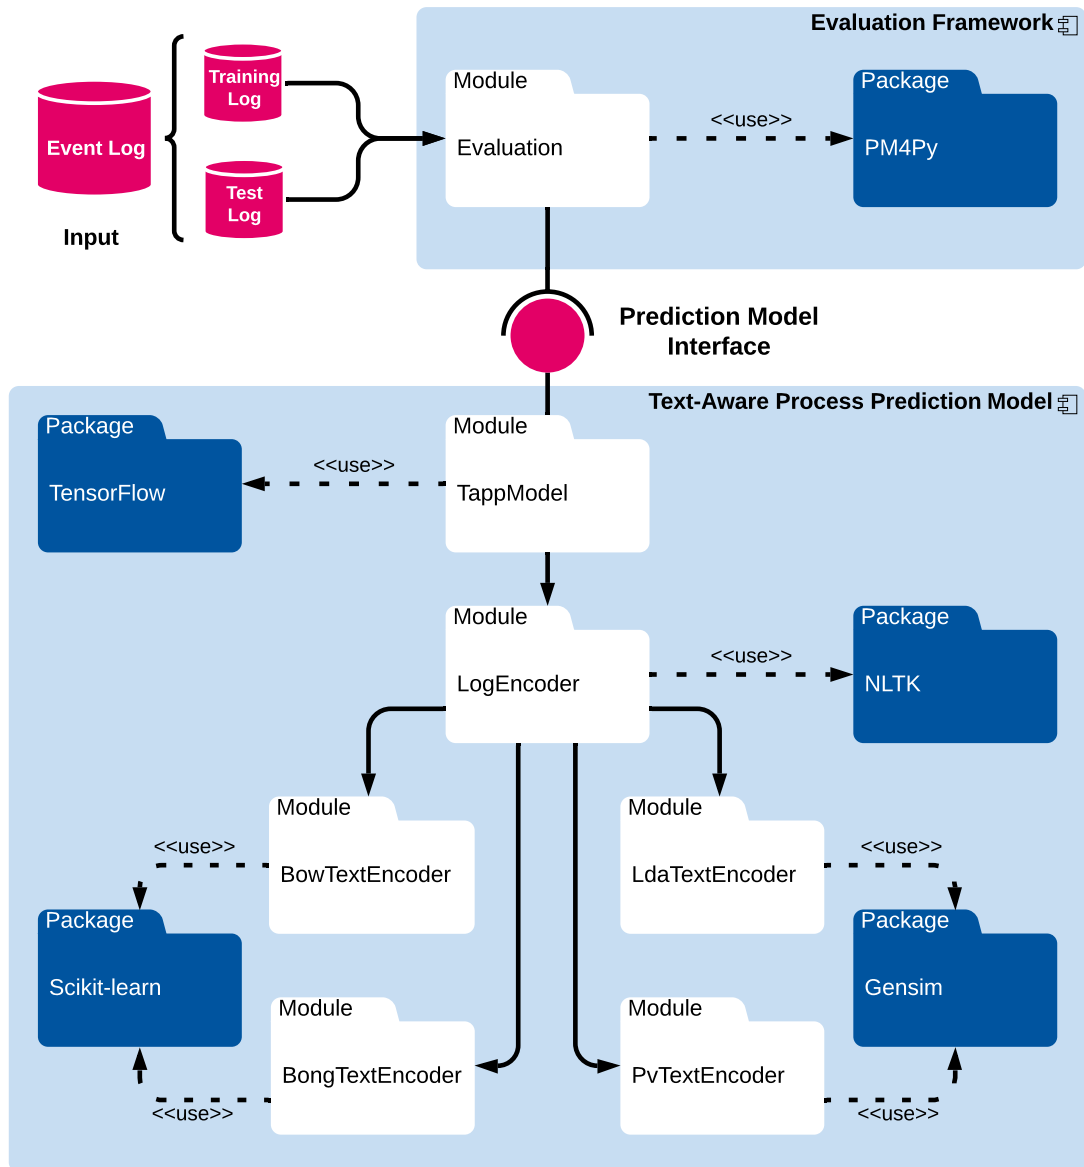 Evaluation Framework
Training
Log
Event Log
Test
Log
Input
Module
Evaluation
<<use>>
Package
PM4Py
Prediction Model
Interface
Text-Aware Process Prediction Model
Package
TensorFlow
<<use>>
Module
TappModel
Module
LogEncoder
<<use>>
Package
NLTK
Module
BowTextEncoder
<<use>>
Module
LdaTextEncoder
<<use>>
Package
Scikit-learn
Package
Gensim
Module
BongTextEncoder
<<use>>
Module
PvTextEncoder
<<use>>